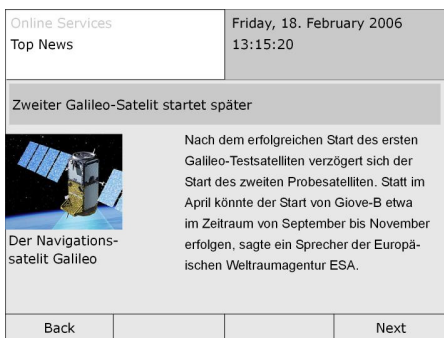 Online Services
Top News
Friday, 18. February 2006
13:15:20
Zweiter Galileo-Satelit startet später
Nach dem erfolgreichen Start des ersten
Galileo-Testsatelliten verzögert sich der
Start des zweiten Probesatelliten. Statt im
April könnte der Start von Giove-B etwa
im Zeitraum von September bis November
erfolgen, sagte ein Sprecher der Europä-
ischen Weltraumagentur ESA.
Der Navigations-
satelit Galileo
Back
Next